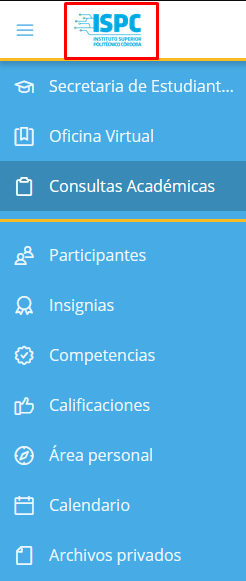 ISPC
INSTITUTO SUPERIOR
POLITÉCNICO CÓRDOBA
Secretaria de Estudiant...
Oficina Virtual
Consultas Académicas
Participantes
Insignias
Competencias
Calificaciones
Área personal
Calendario
Archivos privados